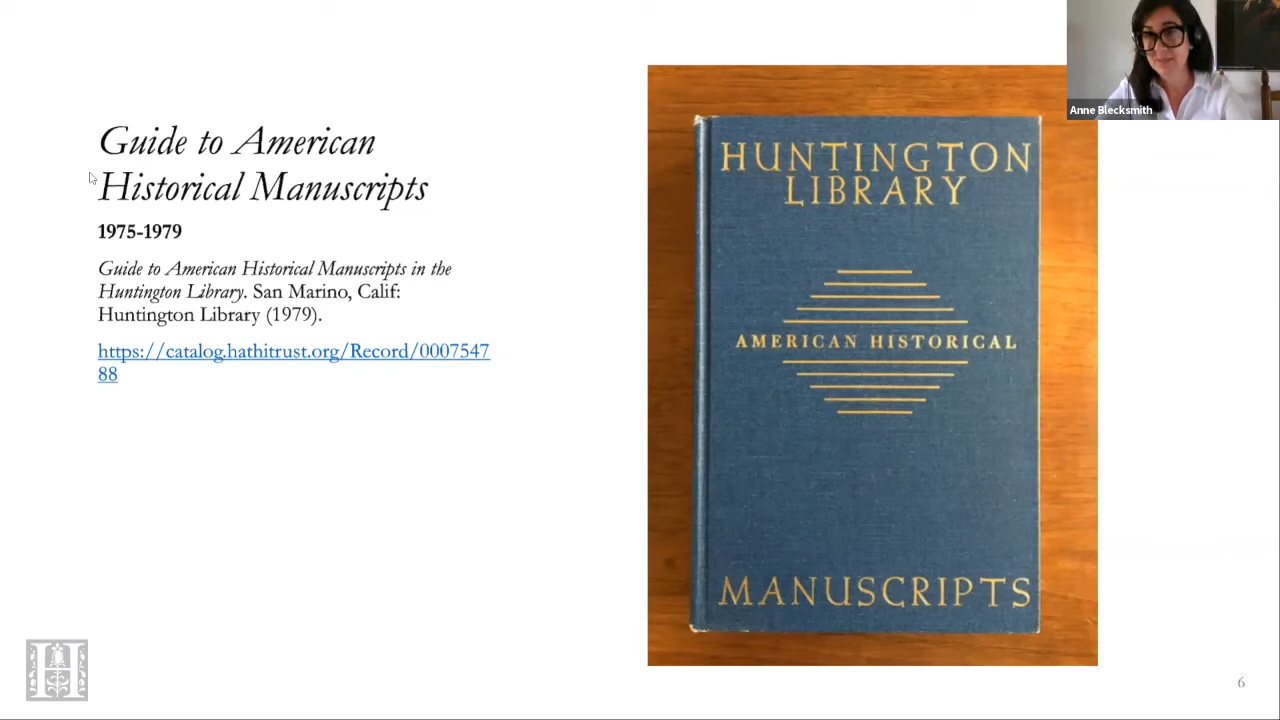 Guide to American
Historical Manuscripts
1975-1979
Guide to American Historical Manuscripts in the
Huntington Library. San Marino, Calif:
Huntington Library (1979).
https://catalog.hathitrust.org/Record/0007547
88
HUNTINGTON
LIBRARY
AMERICAN HISTORICAL
MANUSCRIPTS
Anne Blecksmith
H
6